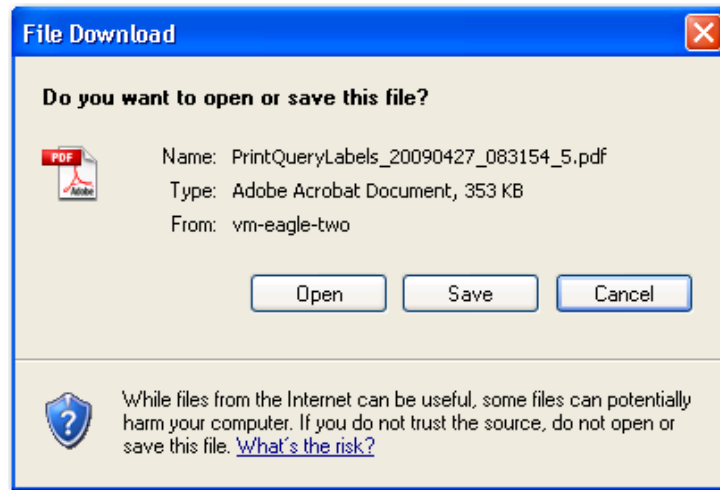 File Download
Do you want to open or save this file?
PDF
Adobe
Name: PrintQueryLabels_20090427_083154_5.pdf
Type: Adobe Acrobat Document, 353 KB
From: vm-eagle-two
Open Save Cancel
While files from the Internet can be useful, some files can potentially
harm your computer. If you do not trust the source, do not open or
save this file. What's the risk?